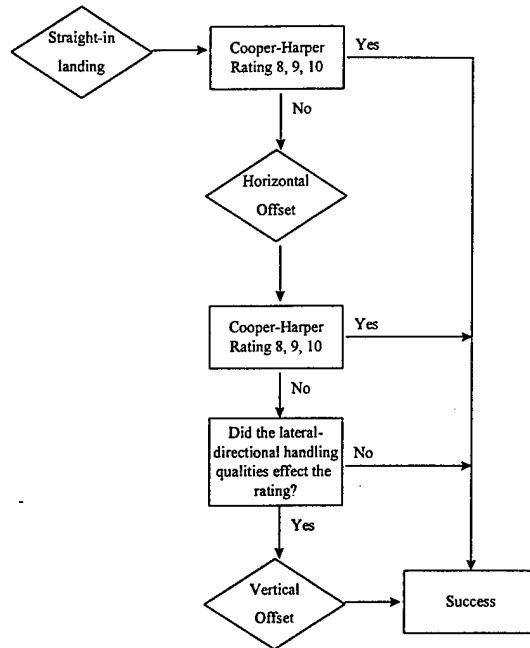 Straight-in
landing
Cooper-Harper
Rating 8, 9, 10
Yes
No
Horizontal
Offset
Cooper-Harper
Rating 8, 9, 10
Yes
No
Did the lateral-
directional handling
qualities effect the
rating?
No
Yes
Vertical
Offset
Success